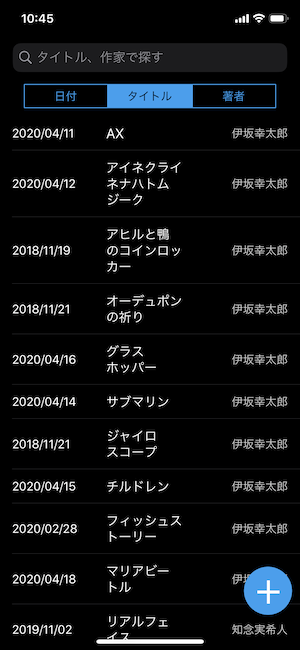 10:45
タイトル、作家で探す
日付 タイトル 著者
2020/04/11 AX 伊坂幸太郎
アイネクライ
2020/04/12 ネナハトム 伊坂幸太郎
ジーク
アヒルと鴨
2018/11/19 のコインロッ 伊坂幸太郎
カー
オーデュボン
2018/11/21 の祈り 伊坂幸太郎
グラス
2020/04/16 ホッパー 伊坂幸太郎
2020/04/14 サブマリン 伊坂幸太郎
ジャイロ
2018/11/21 スコープ 伊坂幸太郎
2020/04/15 チルドレン 伊坂幸太郎
フィッシュス
2020/02/28 トーリー 伊坂幸太郎
マリアビー
2020/04/18 トル 伊坂
リアルフェ
2019/11/02 イス 知念実希人